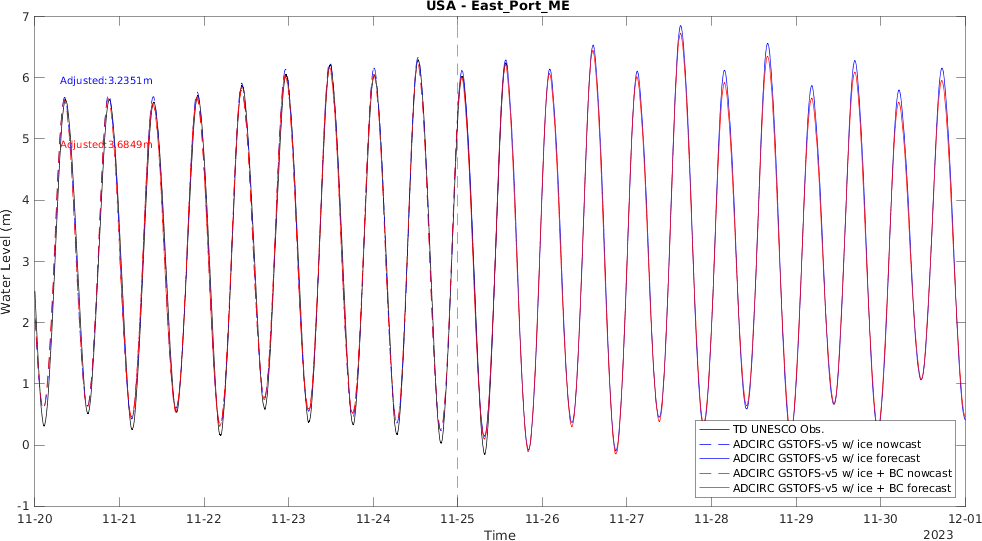 USA - East_Port_ME
7
6
5
4
3
2
1
0
-1
Water Level (m)
Adjusted:3.2351m
Adjusted:3.6849m
TD UNESCO Obs.
ADCIRC GSTOFS-v5 w/ ice nowcast
ADCIRC GSTOFS-v5 w/ ice forecast
ADCIRC GSTOFS-v5 w/ ice + BC nowcast
ADCIRC GSTOFS-v5 w/ ice + BC forecast
11-20 11-21 11-22 11-23 11-24 11-25 11-26 11-27 11-28 11-29 11-30 12-01
Time
2023